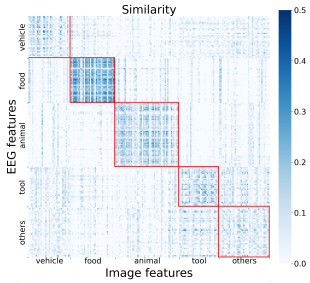 Similarity
EEG features
vehicle
food
animal
tool
others
vehicle food animal tool others
Image features
0.5
0.4
0.3
0.2
0.1
0.0